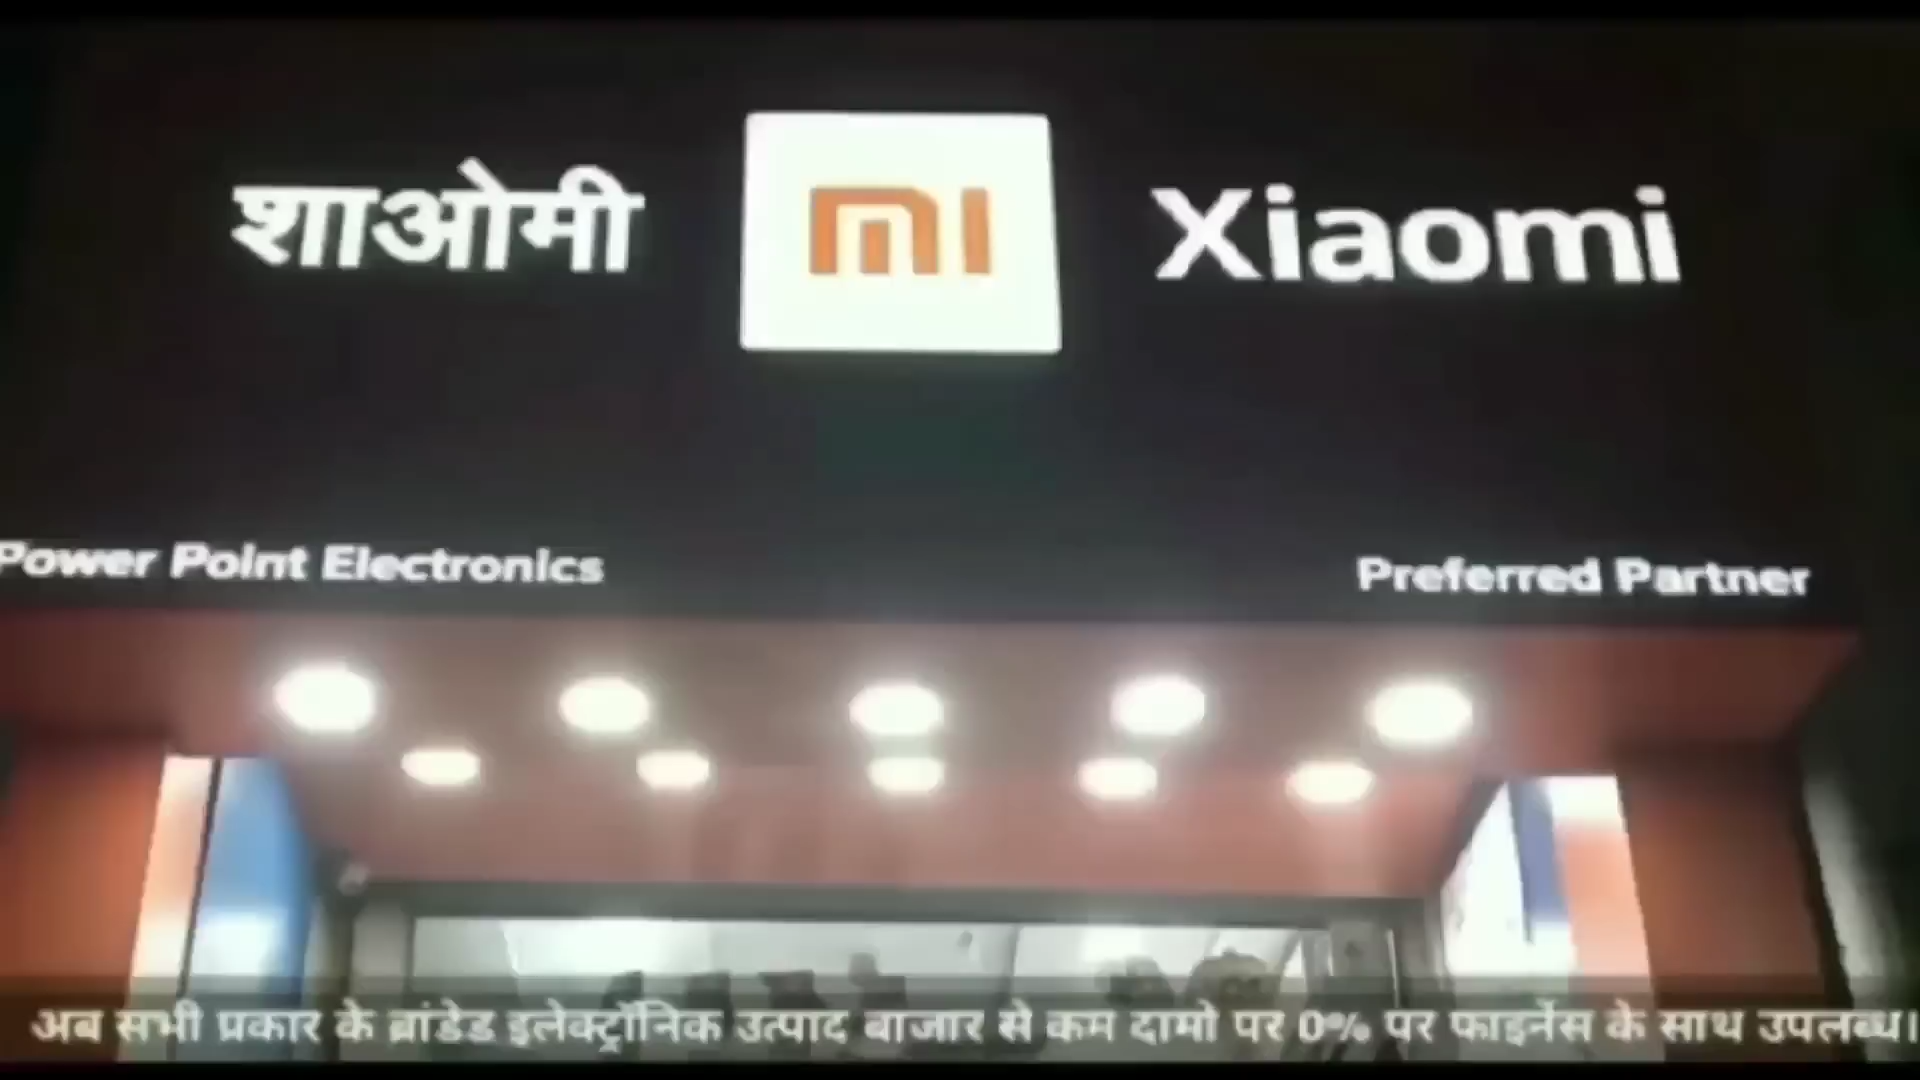 शाओमी mi Xiaomi
Power Point Electronics
Preferred Partner
अब सभी प्रकार के ब्रांडेड इलेक्ट्रॉनिक उत्पाद बाजार से कम दामो पर 0% पर फाइनेंस के साथ उपलब्ध।